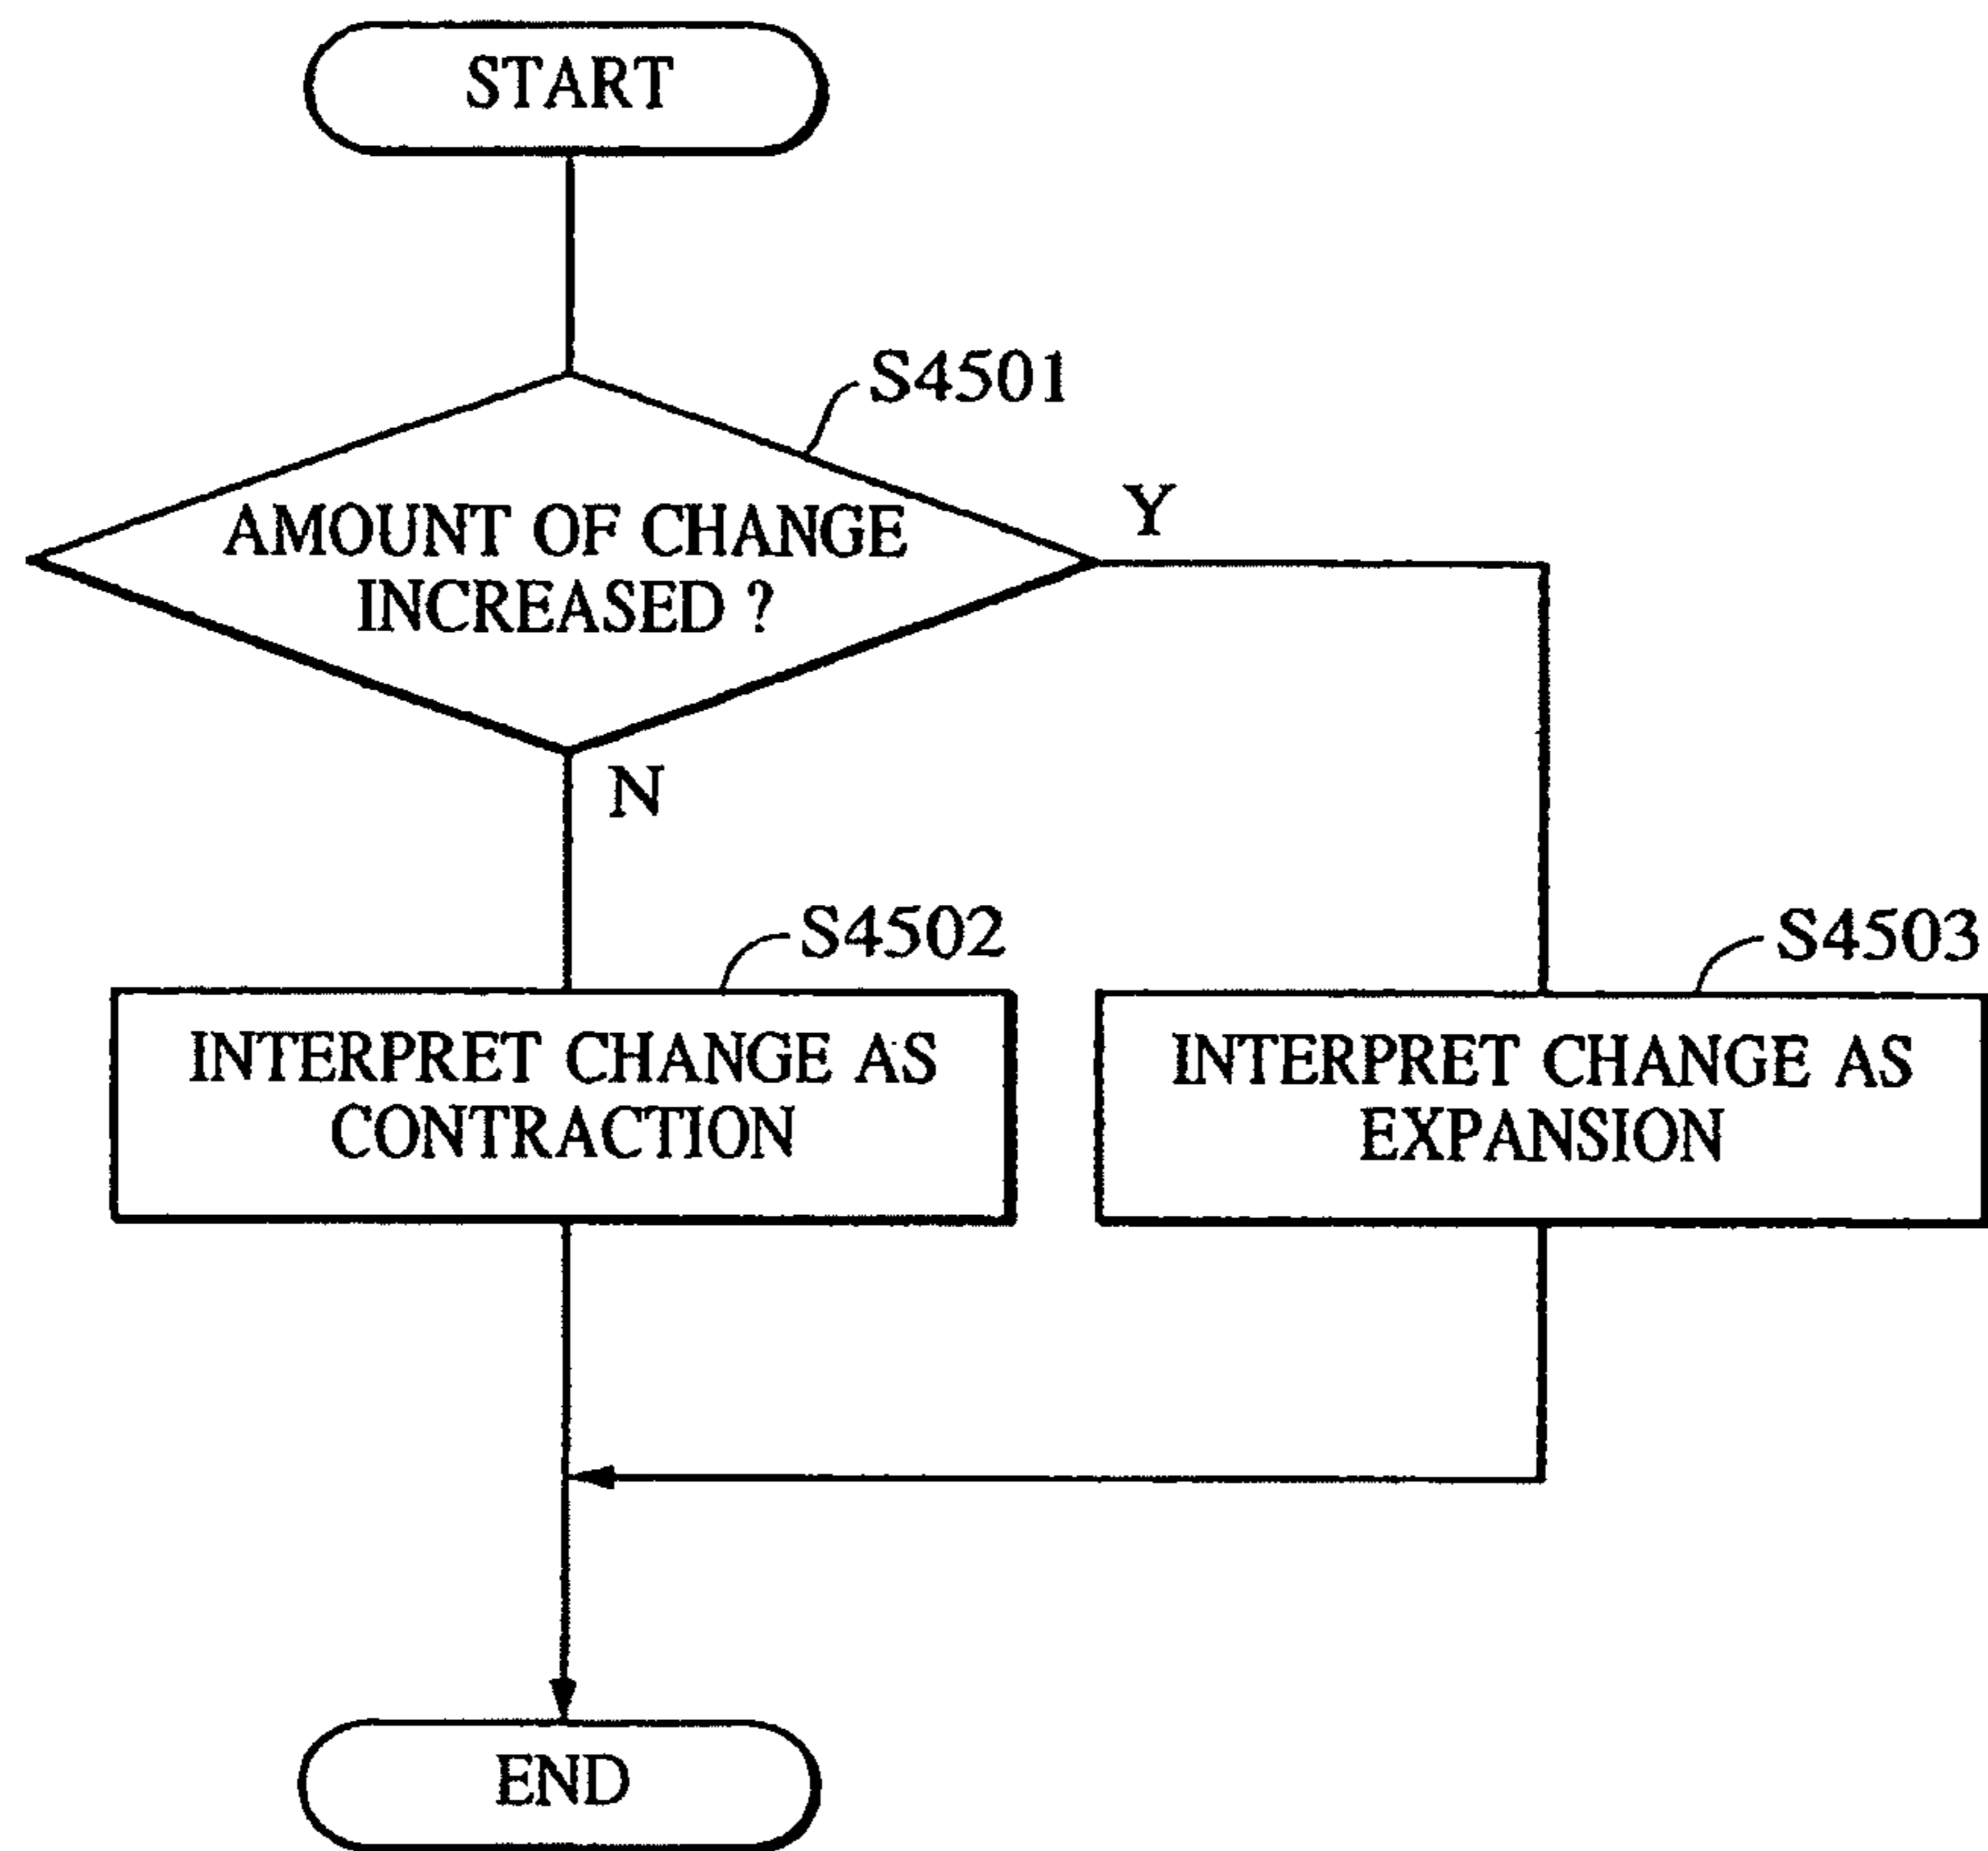 START
S4501
AMOUNT OF CHANGE
INCREASED ?
Y
N
S4502
INTERPRET CHANGE AS
CONTRACTION
S4503
INTERPRET CHANGE AS
EXPANSION
END